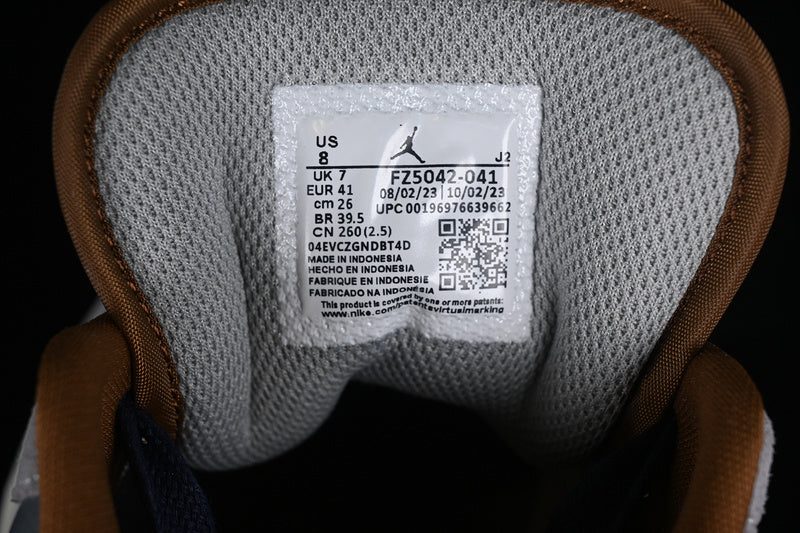 US
8
J2
UK 7
FZ5042-041
EUR 41
08/02/23 | 10/02/23
cm 26
UPC 00196976639662
BR 39.5
CN 260 (2.5)
04EVCZGNDBT4D
MADE IN INDONESIA
HECHO EN INDONESIA
FABRIQUE EN INDONESIE
FABRICADO NA INDONÉSIA
This product is covered by one or more patents:
www.nike.com/patentsvirtualmarking